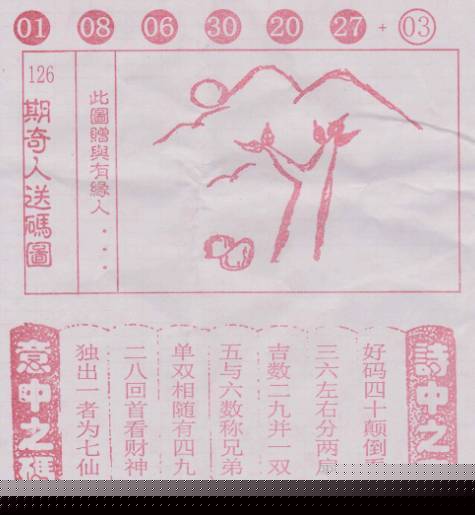 01 08 06 30 20 27 + 03
126
期奇人送碼圖
此圖贈與有緣人...
詩中之
好码四十颠倒
三六左右分两
吉数二九并一双
五与六数称兄弟
单双相随有四九
二八回首看财神
独出一者为七仙
意中之碼